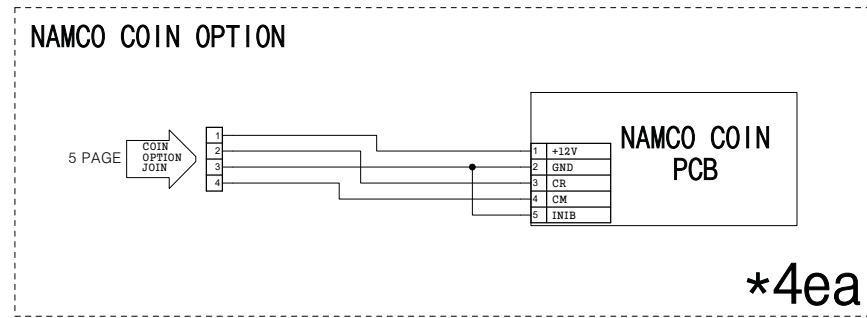 NAMCO COIN OPTION
5 PAGE
COIN
OPTION
JOIN
1
2
3
4
NAMCO COIN
PCB
1 +12V
2 GND
3 CR
4 CM
5 INIB
*4ea